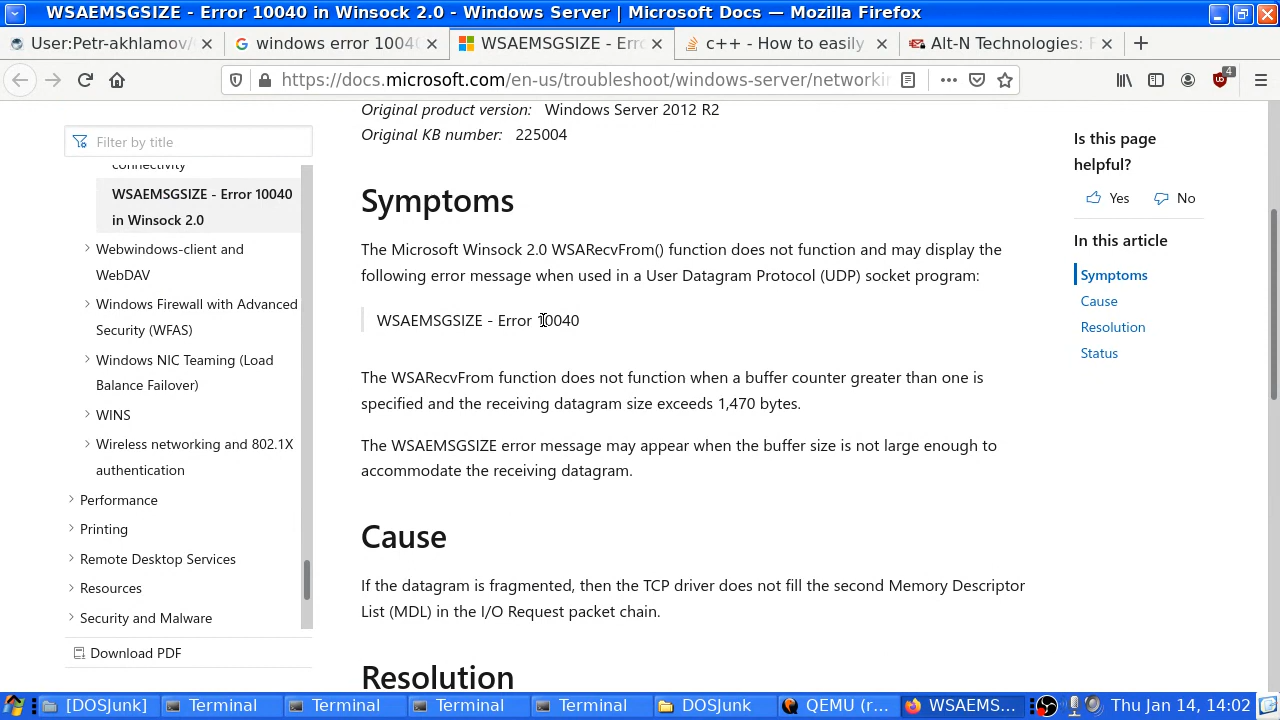 WSAEMSGSIZE - Error 10040 in Winsock 2.0 - Windows Server | Microsoft Docs — Mozilla Firefox
User:Petr-akhlamov
windows error 10040
WSAEMSGSIZE - Erro
c++ - How to easily
Alt-N Technologies: F
https://docs.microsoft.com/en-us/troubleshoot/windows-server/networkin
4
Filter by title
connectivity
WSAEMSGSIZE - Error 10040
in Winsock 2.0
Webwindows-client and
WebDAV
Windows Firewall with Advanced
Security (WFAS)
Windows NIC Teaming (Load
Balance Failover)
WINS
Wireless networking and 802.1X
authentication
Performance
Printing
Remote Desktop Services
Resources
Security and Malware
Download PDF
Original product version: Windows Server 2012 R2
Original KB number: 225004
Symptoms
The Microsoft Winsock 2.0 WSARecvFrom() function does not function and may display the
following error message when used in a User Datagram Protocol (UDP) socket program:
WSAEMSGSIZE - Error 10040
The WSARecvFrom function does not function when a buffer counter greater than one is
specified and the receiving datagram size exceeds 1,470 bytes.
The WSAEMSGSIZE error message may appear when the buffer size is not large enough to
accommodate the receiving datagram.
Cause
If the datagram is fragmented, then the TCP driver does not fill the second Memory Descriptor
List (MDL) in the I/O Request packet chain.
Resolution
Is this page
helpful?
Yes
No
In this article
Symptoms
Cause
Resolution
Status
[DOSJunk]
Terminal
Terminal
Terminal
Terminal
DOSJunk
QEMU (r...
WSAEMS...
Thu Jan 14, 14:02